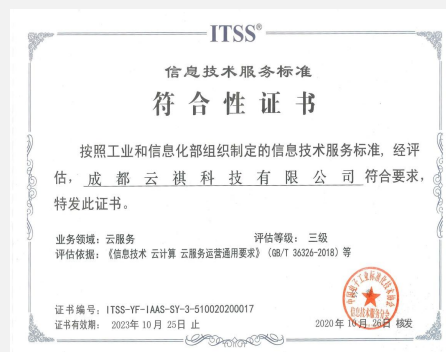 ITSS®
信息技术服务标准
符合性证书
按照工业和信息化部组织制定的信息技术服务标准，经评
估，成都云祺科技有限公司符合要求，
特发此证书。
业务领域：云服务 评估等级：三级
评估依据：《信息技术 云计算 云服务运营通用要求》（GB/T 36326-2018）等
证书编号：ITSS-YF-IAAS-SY-3-510020200017
证书有效期：2023年10月25日 止 2020年10月26日 核发